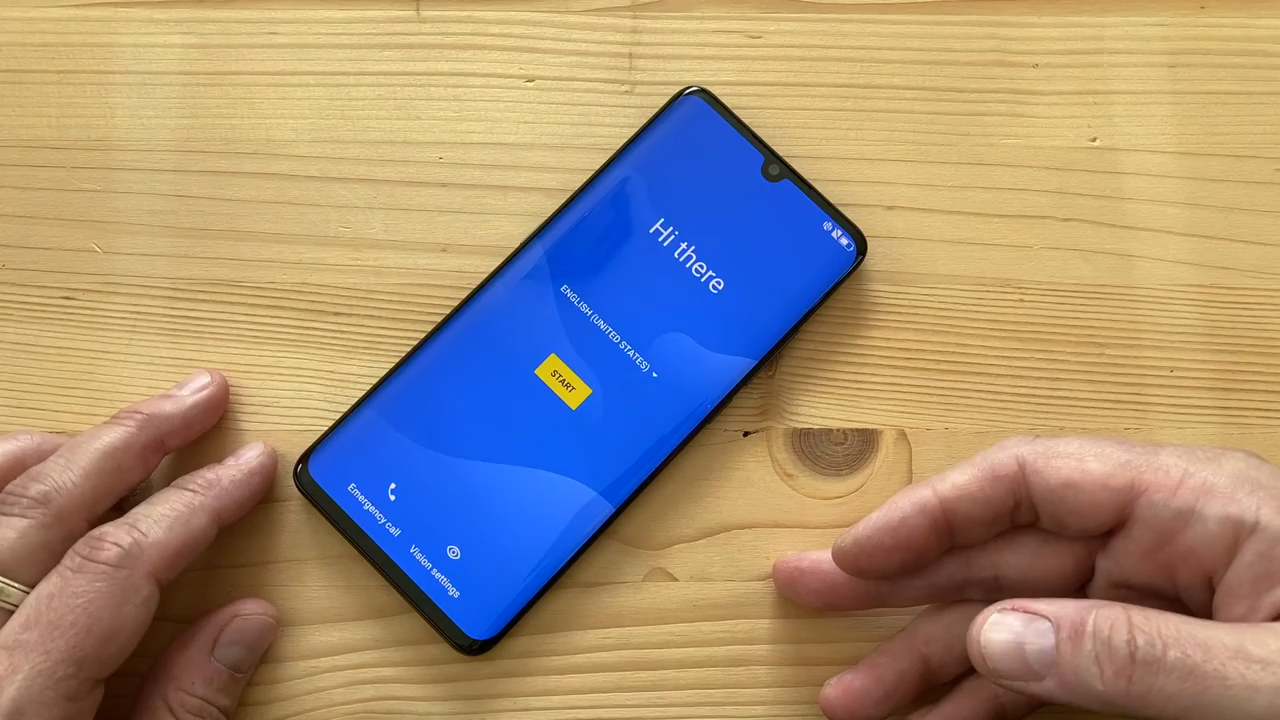 Hi there
ENGLISH (UNITED STATES)
START
Emergency call
Vision settings